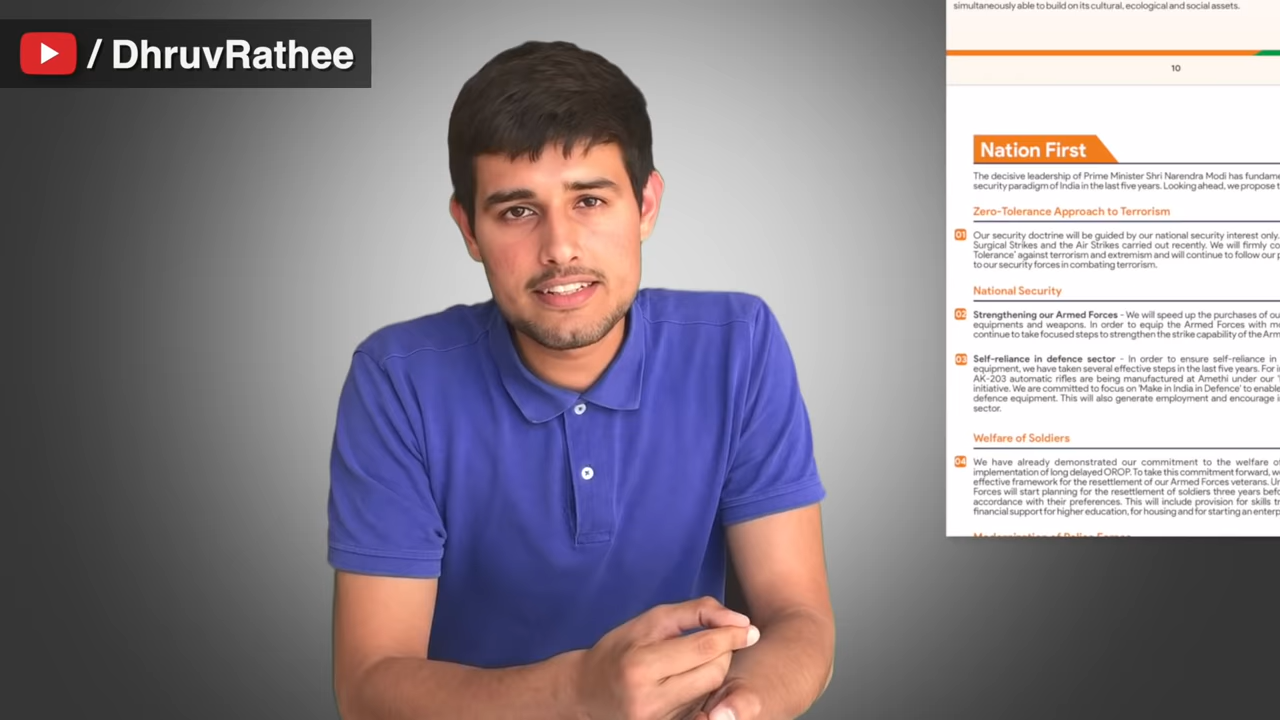 / DhruvRathee
simultaneously able to build on its cultural, ecological and social assets.
10
Nation First
The decisive leadership of Prime Minister Shri Narendra Modi has fundame
security paradigm of India in the last five years. Looking ahead, we propose t
Zero-Tolerance Approach to Terrorism
01 Our security doctrine will be guided by our national security interest only.
Surgical Strikes and the Air Strikes carried out recently. We will firmly co
Tolerance' against terrorism and extremism and will continue to follow our p
to our security forces in combating terrorism.
National Security
02 Strengthening our Armed Forces - We will speed up the purchases of ou
equipments and weapons. In order to equip the Armed Forces with m
continue to take focused steps to strengthen the strike capability of the Arm
03 Self-reliance in defence sector - In order to ensure self-reliance in
equipment, we have taken several effective steps in the last five years. For in
AK-203 automatic rifles are being manufactured at Amethi under our '
initiative. We are committed to focus on 'Make in India in Defence' to enable
defence equipment. This will also generate employment and encourage i
sector.
Welfare of Soldiers
04 We have already demonstrated our commitment to the welfare of
implementation of long delayed OROP. To take this commitment forward, we
effective framework for the resettlement of our Armed Forces veterans. Un
Forces will start planning for the resettlement of soldiers three years befo
accordance with their preferences. This will include provision for skills tr
financial support for higher education, for housing and for starting an enterp
Modernization of Police Forces